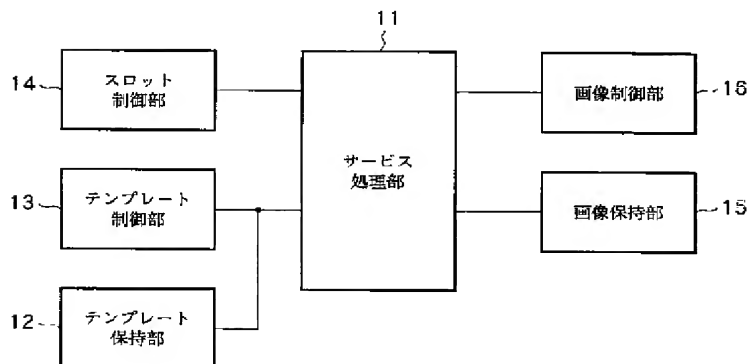 11
14
スロット
制御部
画像制御部
16
サービス
処理部
13
テンプレート
制御部
画像保持部
15
12
テンプレート
保持部